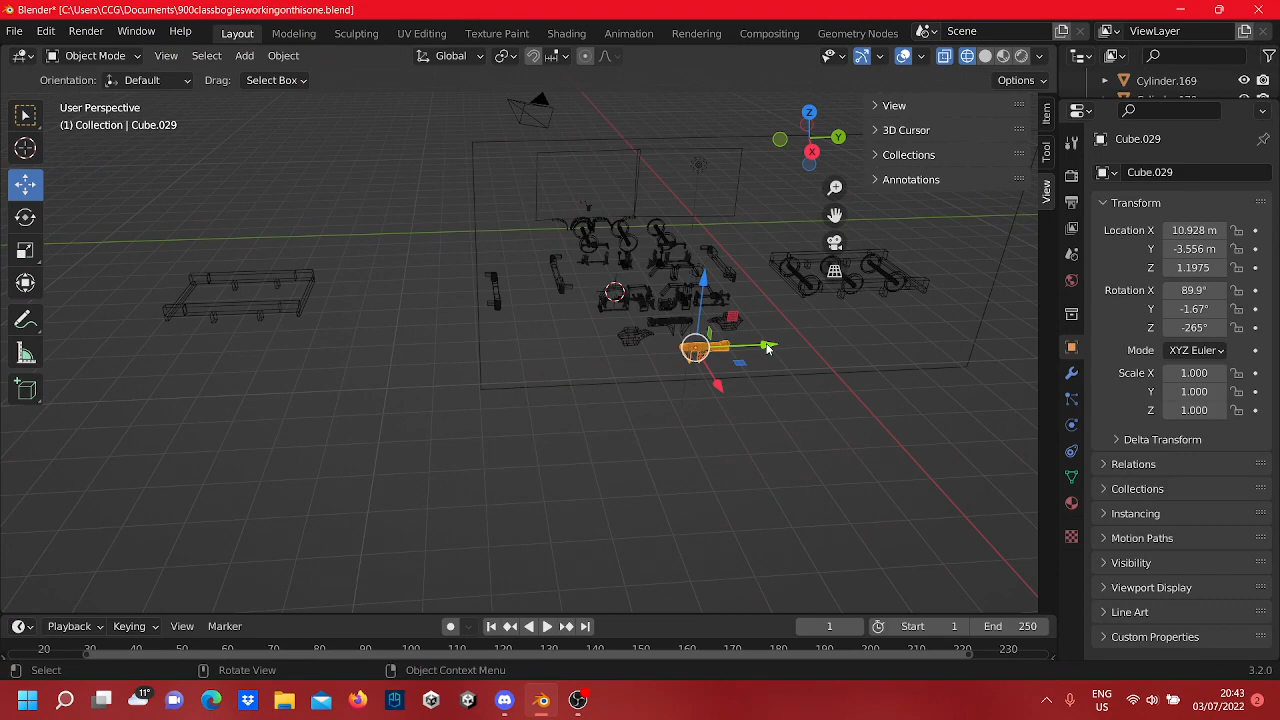 Blender* [C:\Users\CCG\Documents\900classbogiesworkingonthisone.blend]
File Edit Render Window Help Layout Modeling Sculpting UV Editing Texture Paint Shading Animation Rendering Compositing Geometry Nodes Scene ViewLayer
Object Mode View Select Add Object Global
Orientation: Default Drag: Select Box Options
User Perspective
(1) Collection | Cube.029
View
3D Cursor
Collections
Annotations
Item
Tool
View
Z
Y
X
Cylinder.169
Cube.029
Cube.029
Transform
Location X 10.928 m
Y -3.556 m
Z 1.1975
Rotation X 89.9°
Y -1.67°
Z -265°
Mode XYZ Euler
Scale X 1.000
Y 1.000
Z 1.000
Delta Transform
Relations
Collections
Instancing
Motion Paths
Visibility
Viewport Display
Line Art
Custom Properties
Playback Keying View Marker 1 Start 1 End 250
20 30 40 50 60 70 80 90 100 110 120 130 140 150 160 170 180 190 200 210 220 230
Select Rotate View Object Context Menu 3.2.0
11°
ENG
US
20:43
03/07/2022
2